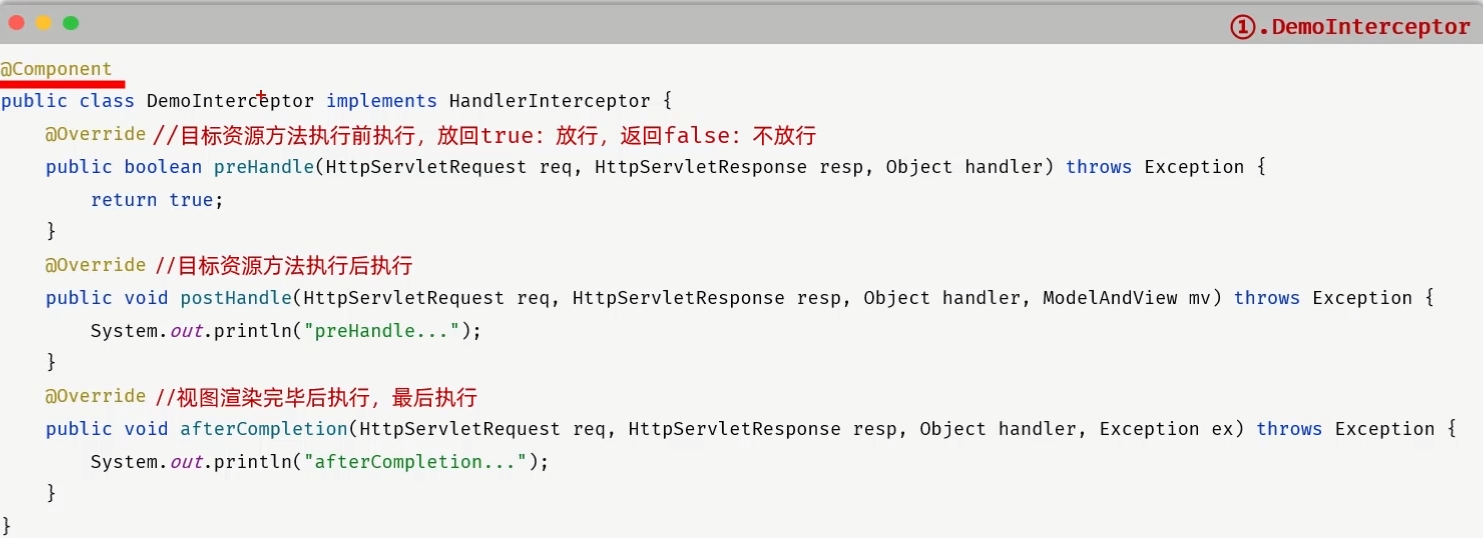 ①.DemoInterceptor
@Component
public class DemoInterceptor implements HandlerInterceptor {
@Override //目标资源方法执行前执行，放回true：放行，返回false：不放行
public boolean preHandle(HttpServletRequest req, HttpServletResponse resp, Object handler) throws Exception {
return true;
}
@Override //目标资源方法执行后执行
public void postHandle(HttpServletRequest req, HttpServletResponse resp, Object handler, ModelAndView mv) throws Exception {
System.out.println("preHandle...");
}
@Override //视图渲染完毕后执行，最后执行
public void afterCompletion(HttpServletRequest req, HttpServletResponse resp, Object handler, Exception ex) throws Exception {
System.out.println("afterCompletion...");
}
}